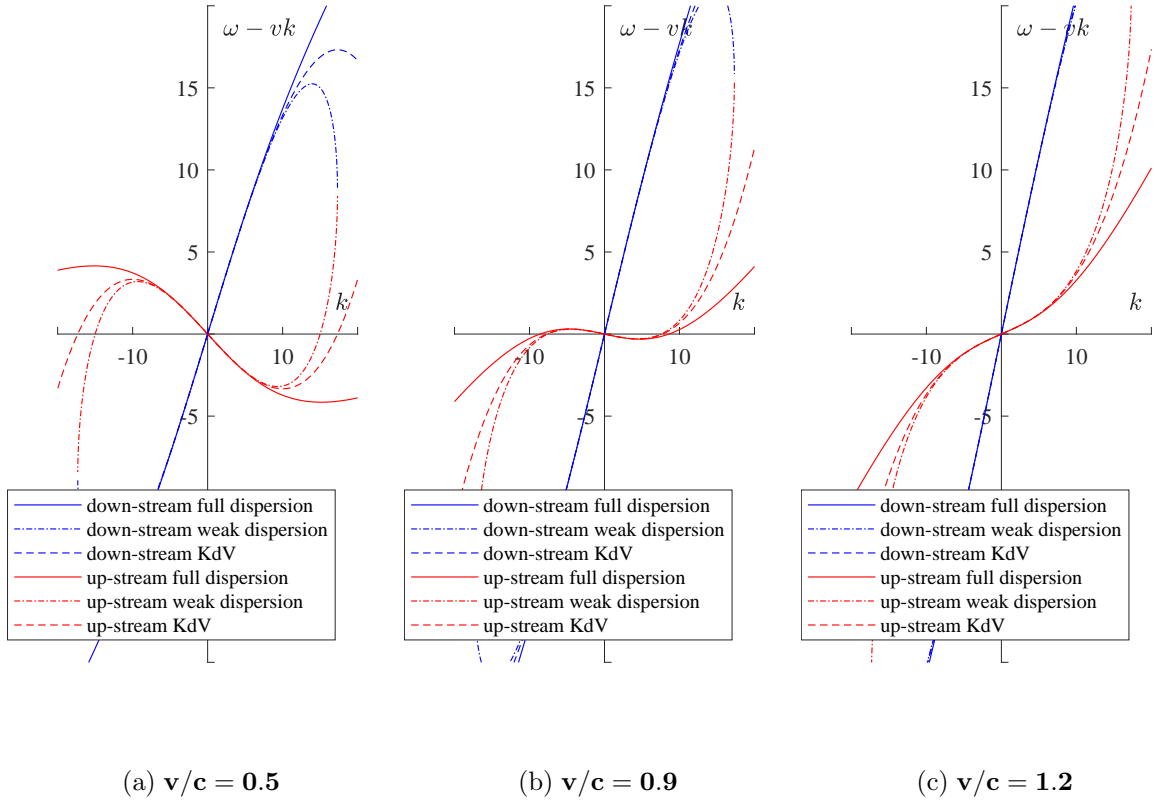 ω − vk
15
10
5
k
-10
10
-5
down-stream full dispersion
down-stream weak dispersion
down-stream KdV
up-stream full dispersion
up-stream weak dispersion
up-stream KdV
(a) v/c = 0.5
ω − vk
15
10
5
k
10
-5
down-stream full dispersion
down-stream weak dispersion
down-stream KdV
up-stream full dispersion
up-stream weak dispersion
up-stream KdV
(b) v/c = 0.9
ω − vk
15
10
5
k
-10
10
-5
down-stream full dispersion
down-stream weak dispersion
down-stream KdV
up-stream full dispersion
up-stream weak dispersion
up-stream KdV
(c) v/c = 1.2